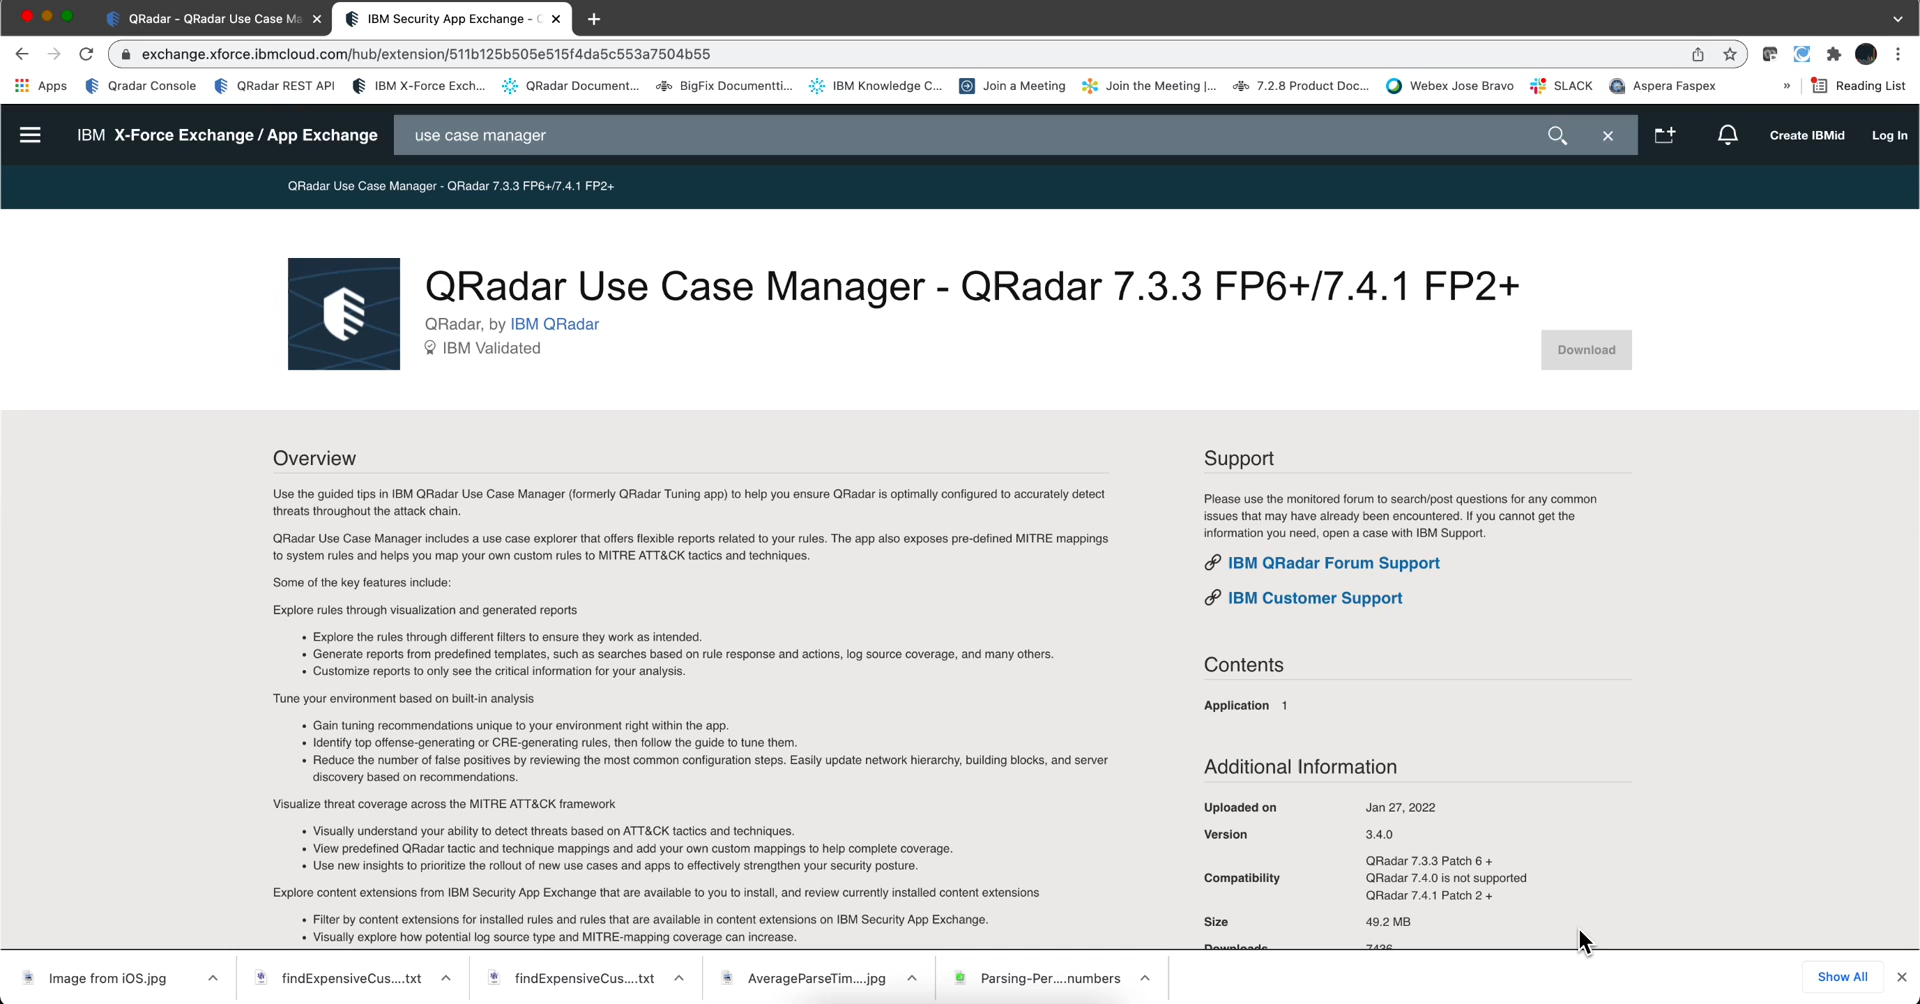 QRadar - QRadar Use Case Ma
IBM Security App Exchange -
exchange.xforce.ibmcloud.com/hub/extension/511b125b505e515f4da5c553a7504b55
Apps
Qradar Console
QRadar REST API
IBM X-Force Exch...
QRadar Document...
BigFix Documentti...
IBM Knowledge C...
Join a Meeting
Join the Meeting |...
7.2.8 Product Doc...
Webex Jose Bravo
SLACK
Aspera Faspex
»
Reading List
IBM X-Force Exchange / App Exchange
use case manager
Create IBMid
Log In
QRadar Use Case Manager - QRadar 7.3.3 FP6+/7.4.1 FP2+
QRadar Use Case Manager - QRadar 7.3.3 FP6+/7.4.1 FP2+
QRadar, by IBM QRadar
IBM Validated
Download
Overview
Use the guided tips in IBM QRadar Use Case Manager (formerly QRadar Tuning app) to help you ensure QRadar is optimally configured to accurately detect
threats throughout the attack chain.
QRadar Use Case Manager includes a use case explorer that offers flexible reports related to your rules. The app also exposes pre-defined MITRE mappings
to system rules and helps you map your own custom rules to MITRE ATT&CK tactics and techniques.
Some of the key features include:
Explore rules through visualization and generated reports
• Explore the rules through different filters to ensure they work as intended.
• Generate reports from predefined templates, such as searches based on rule response and actions, log source coverage, and many others.
• Customize reports to only see the critical information for your analysis.
Tune your environment based on built-in analysis
• Gain tuning recommendations unique to your environment right within the app.
• Identify top offense-generating or CRE-generating rules, then follow the guide to tune them.
• Reduce the number of false positives by reviewing the most common configuration steps. Easily update network hierarchy, building blocks, and server
discovery based on recommendations.
Visualize threat coverage across the MITRE ATT&CK framework
• Visually understand your ability to detect threats based on ATT&CK tactics and techniques.
• View predefined QRadar tactic and technique mappings and add your own custom mappings to help complete coverage.
• Use new insights to prioritize the rollout of new use cases and apps to effectively strengthen your security posture.
Explore content extensions from IBM Security App Exchange that are available to you to install, and review currently installed content extensions
• Filter by content extensions for installed rules and rules that are available in content extensions on IBM Security App Exchange.
• Visually explore how potential log source type and MITRE-mapping coverage can increase.
Support
Please use the monitored forum to search/post questions for any common
issues that may have already been encountered. If you cannot get the
information you need, open a case with IBM Support.
IBM QRadar Forum Support
IBM Customer Support
Contents
Application 1
Additional Information
Uploaded on Jan 27, 2022
Version 3.4.0
Compatibility
QRadar 7.3.3 Patch 6 +
QRadar 7.4.0 is not supported
QRadar 7.4.1 Patch 2 +
Size 49.2 MB
Downloads 7436
Image from iOS.jpg
findExpensiveCus....txt
findExpensiveCus....txt
AverageParseTim....jpg
Parsing-Per....numbers
Show All